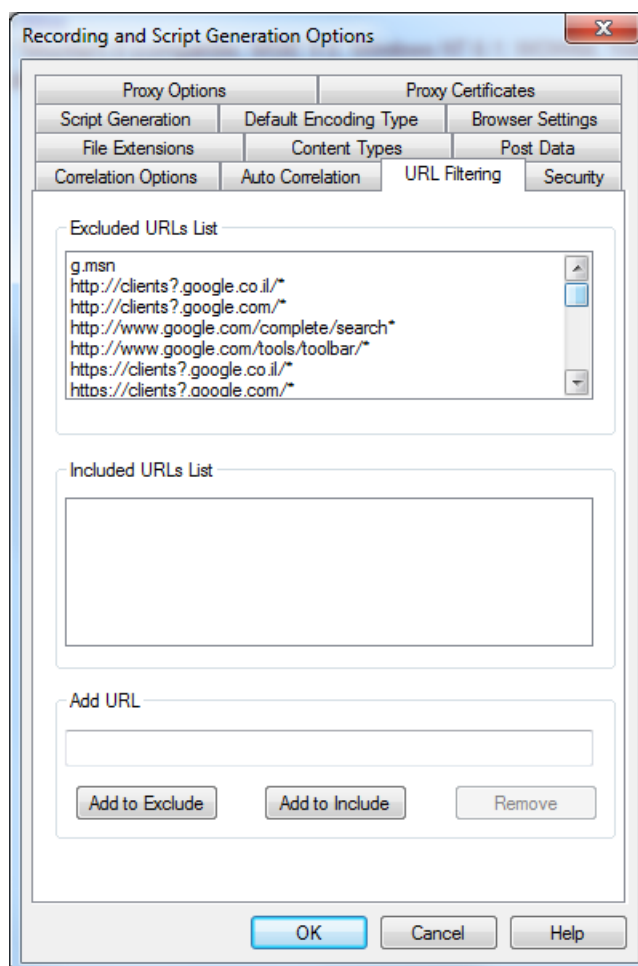 Recording and Script Generation Options
Proxy Options Proxy Certificates
Script Generation Default Encoding Type Browser Settings
File Extensions Content Types Post Data
Correlation Options Auto Correlation URL Filtering Security
Excluded URLs List
g.msn
http://clients?.google.co.il/*
http://clients?.google.com/*
http://www.google.com/complete/search*
http://www.google.com/tools/toolbar/*
https://clients?.google.co.il/*
https://clients?.google.com/*
Included URLs List
Add URL
Add to Exclude Add to Include Remove
OK Cancel Help